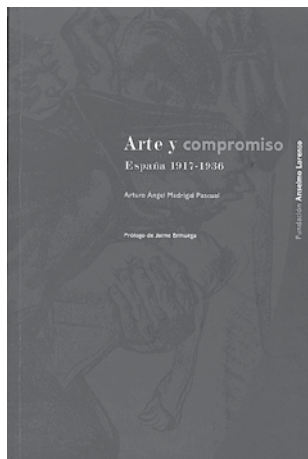 Arte y compromiso
España 1917-1936
Arturo Ángel Madrigal Pascual
Prólogo de Jaime Brihuega
Fundación Anselmo Lorenzo